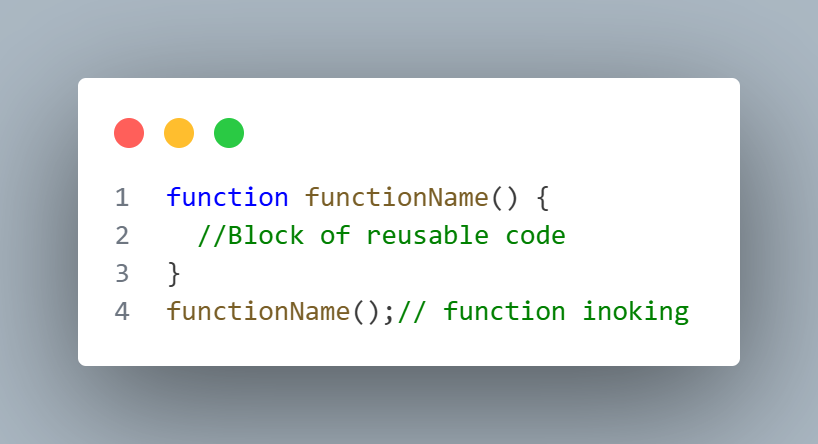 1 function functionName() {
2 //Block of reusable code
3 }
4 functionName();// function inoking